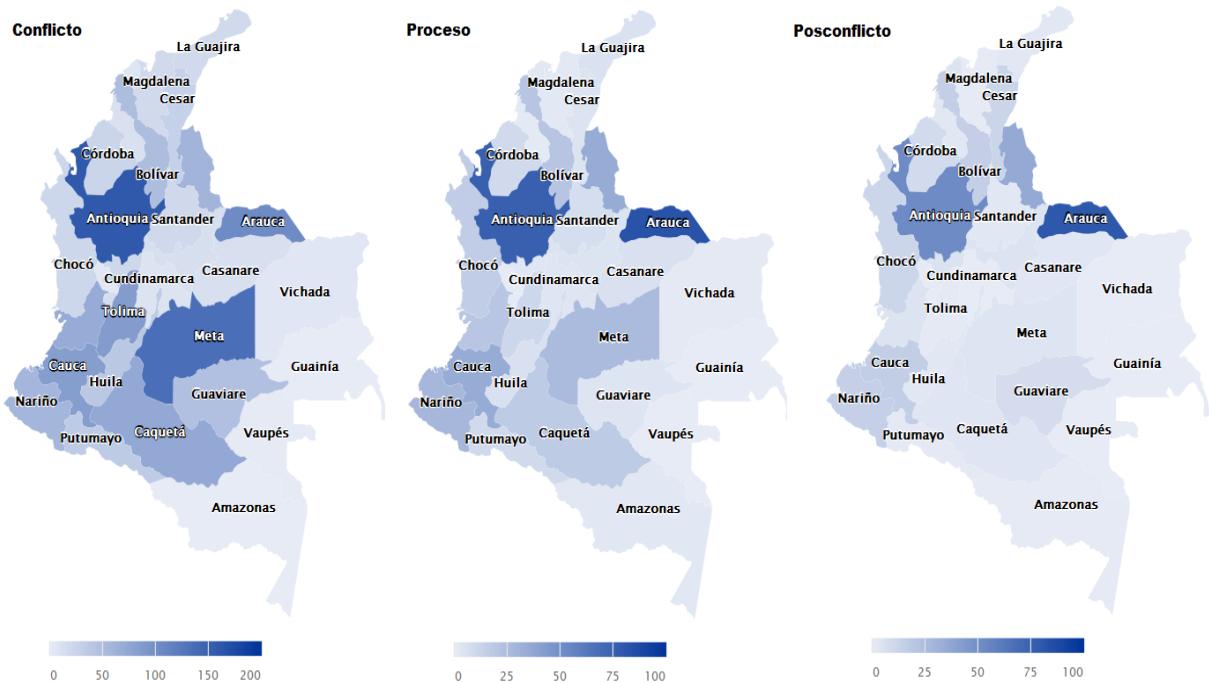 Conflicto
La Guajira
Magdalena
Cesar
Córdoba
Bolívar
Antioquia
Santander
Arauca
Chocó
Cundinamarca
Casanare
Vichada
Tolima
Meta
Cauca
Huila
Guainía
Nariño
Guaviare
Putumayo
Caquetá
Vaupés
Amazonas
0 50 100 150 200
Proceso
La Guajira
Magdalena
Cesar
Córdoba
Bolívar
Antioquia
Santander
Arauca
Chocó
Cundinamarca
Casanare
Vichada
Tolima
Meta
Cauca
Huila
Guainía
Nariño
Guaviare
Putumayo
Caquetá
Vaupés
Amazonas
0 25 50 75 100
Posconflicto
La Guajira
Magdalena
Cesar
Córdoba
Bolívar
Antioquia
Santander
Arauca
Chocó
Cundinamarca
Casanare
Vichada
Tolima
Meta
Cauca
Huila
Guainía
Nariño
Guaviare
Putumayo
Caquetá
Vaupés
Amazonas
0 25 50 75 100